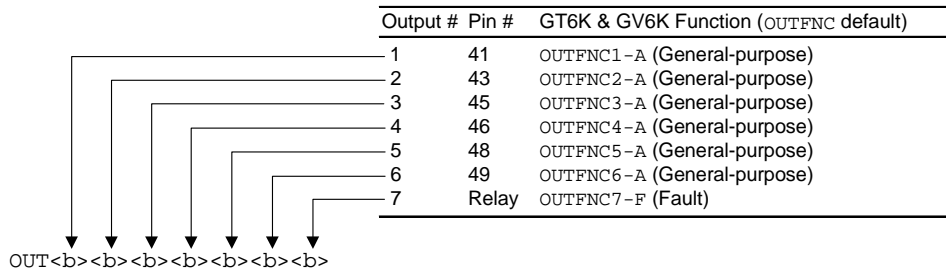 Output # Pin # GT6K & GV6K Function (OUTFNC default)
1 41 OUTFNC1-A (General-purpose)
2 43 OUTFNC2-A (General-purpose)
3 45 OUTFNC3-A (General-purpose)
4 46 OUTFNC4-A (General-purpose)
5 48 OUTFNC5-A (General-purpose)
6 49 OUTFNC6-A (General-purpose)
7 Relay OUTFNC7-F (Fault)
OUT<b><b><b><b><b><b><b>